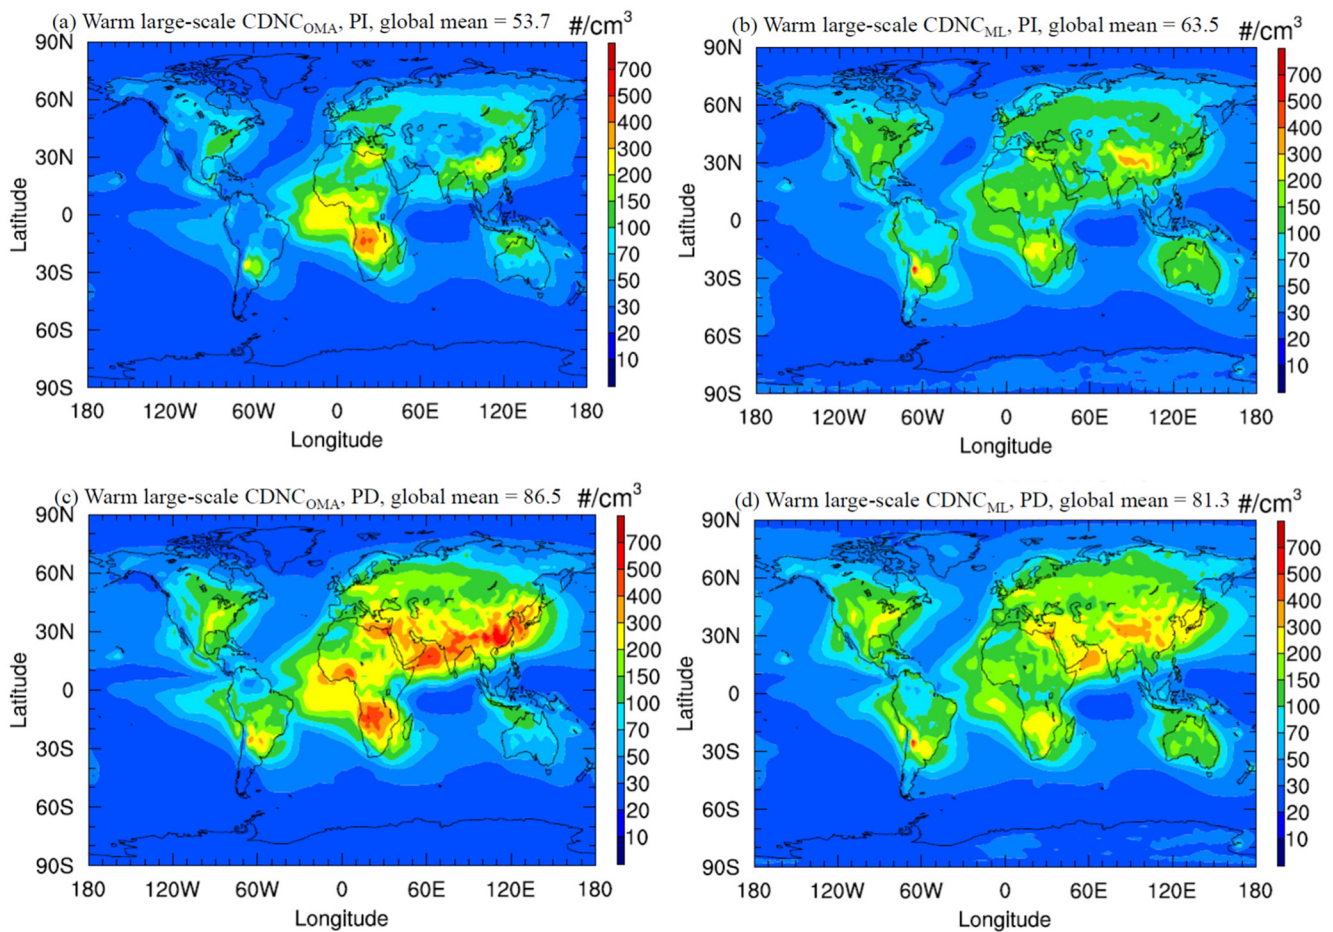 (a) Warm large-scale CDNC_OMA, PI, global mean = 53.7
#/cm³
90N
60N
30N
0
30S
60S
90S
Latitude
180
120W
60W
0
60E
120E
180
Longitude
700
500
400
300
200
150
100
70
50
30
20
10
(b) Warm large-scale CDNC_ML, PI, global mean = 63.5
#/cm³
90N
60N
30N
0
30S
60S
90S
Latitude
180
120W
60W
0
60E
120E
180
Longitude
700
500
400
300
200
150
100
70
50
30
20
10
(c) Warm large-scale CDNC_OMA, PD, global mean = 86.5
#/cm³
90N
60N
30N
0
30S
60S
90S
Latitude
180
120W
60W
0
60E
120E
180
Longitude
700
500
400
300
200
150
100
70
50
30
20
10
(d) Warm large-scale CDNC_ML, PD, global mean = 81.3
#/cm³
90N
60N
30N
0
30S
60S
90S
Latitude
180
120W
60W
0
60E
120E
180
Longitude
700
500
400
300
200
150
100
70
50
30
20
10